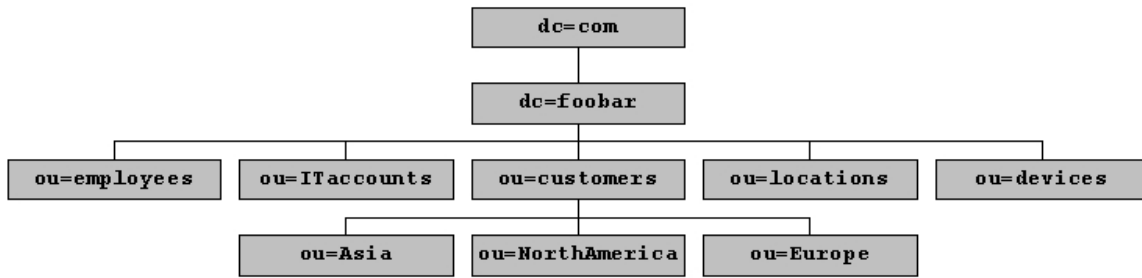 dc=com
dc=foobar
ou=employees
ou=ITaccounts
ou=customers
ou=locations
ou=devices
ou=Asia
ou=NorthAmerica
ou=Europe